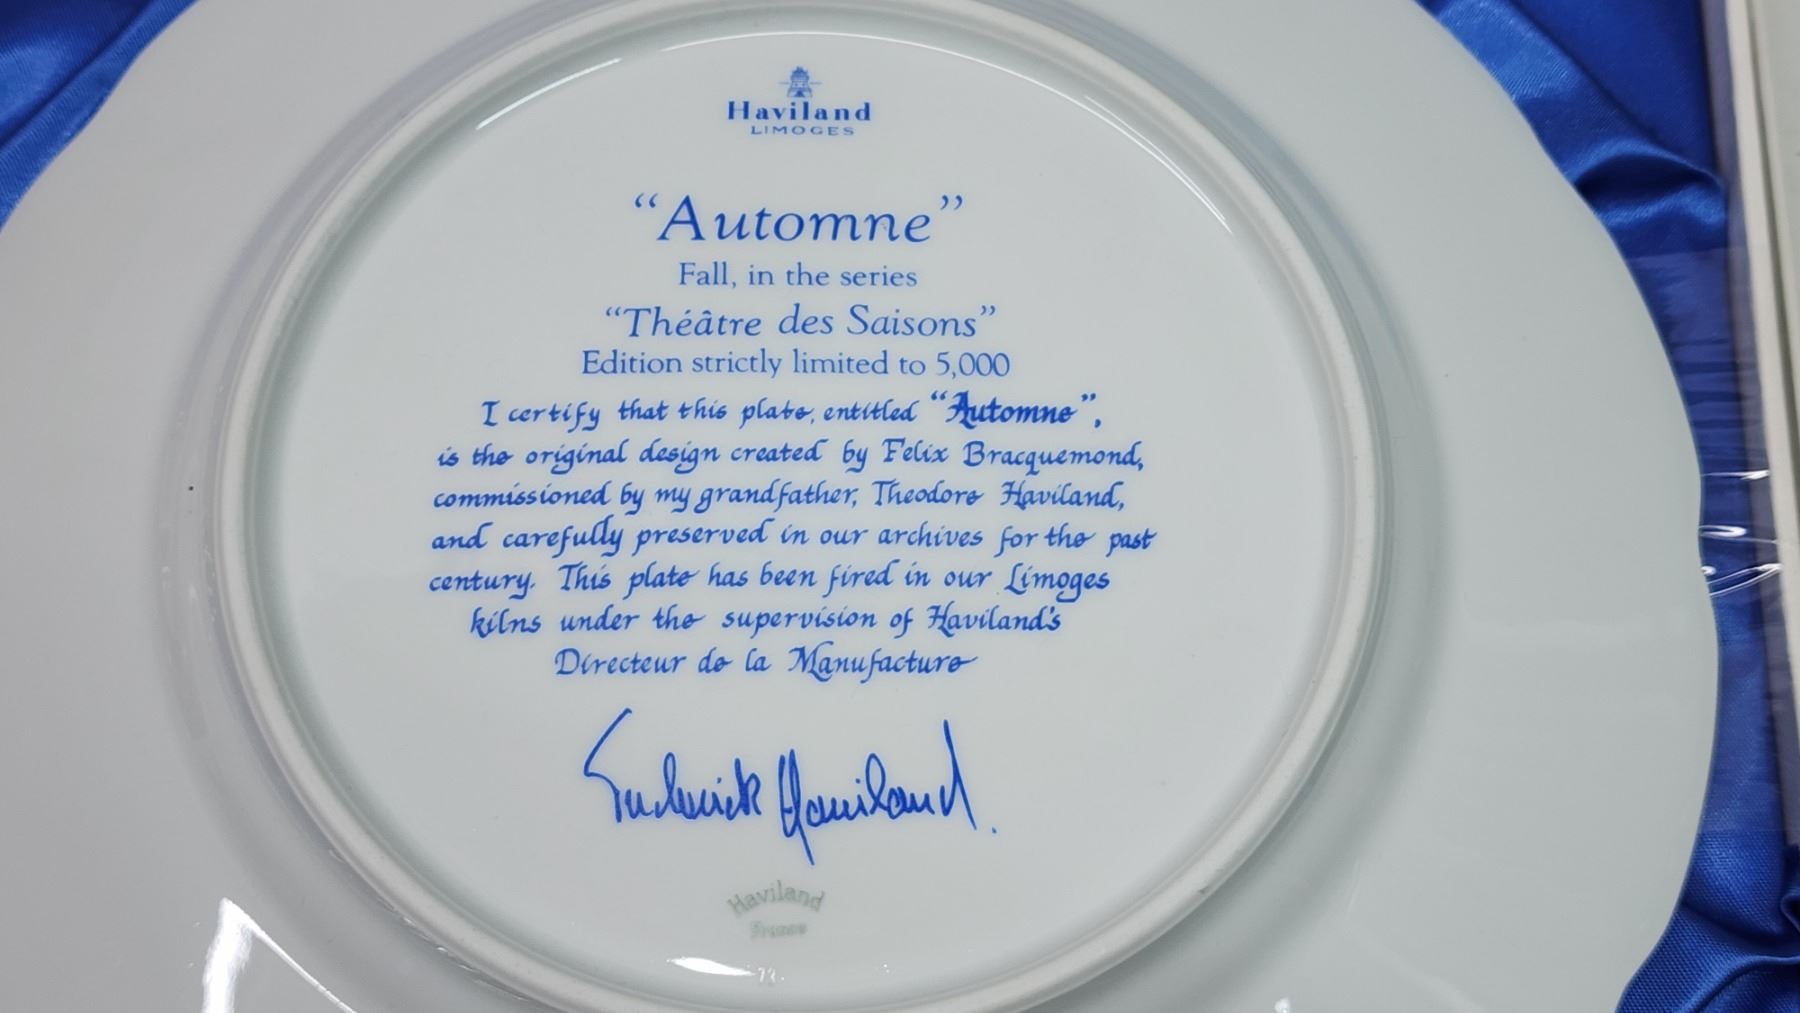 Haviland
LIMOGES
“Automne”
Fall, in the series
“Théâtre des Saisons”
Edition strictly limited to 5,000
I certify that this plate, entitled “Automne”,
is the original design created by Felix Bracquemond,
commissioned by my grandfather, Theodore Haviland,
and carefully preserved in our archives for the past
century. This plate has been fired in our Limoges
kilns under the supervision of Haviland's
Directeur de la Manufacture
Frederick Haviland.
Haviland
France